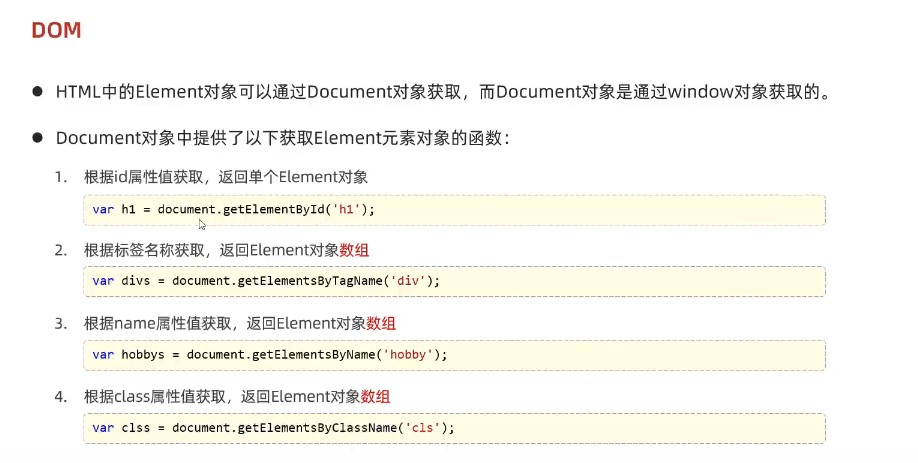 DOM
● HTML中的Element对象可以通过Document对象获取，而Document对象是通过window对象获取的。
● Document对象中提供了以下获取Element元素对象的函数：
1. 根据id属性值获取，返回单个Element对象
var h1 = document.getElementById('h1');
2. 根据标签名称获取，返回Element对象数组
var divs = document.getElementsByTagName('div');
3. 根据name属性值获取，返回Element对象数组
var hobbys = document.getElementsByName('hobby');
4. 根据class属性值获取，返回Element对象数组
var clss = document.getElementsByClassName('cls');